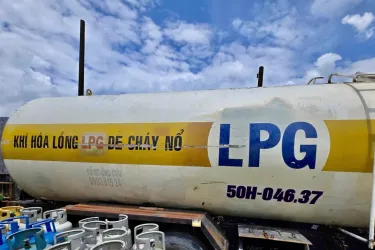 KHÍ HÓA LỎNG LPG DỄ CHÁY NỔ
LPG
50H-046.37